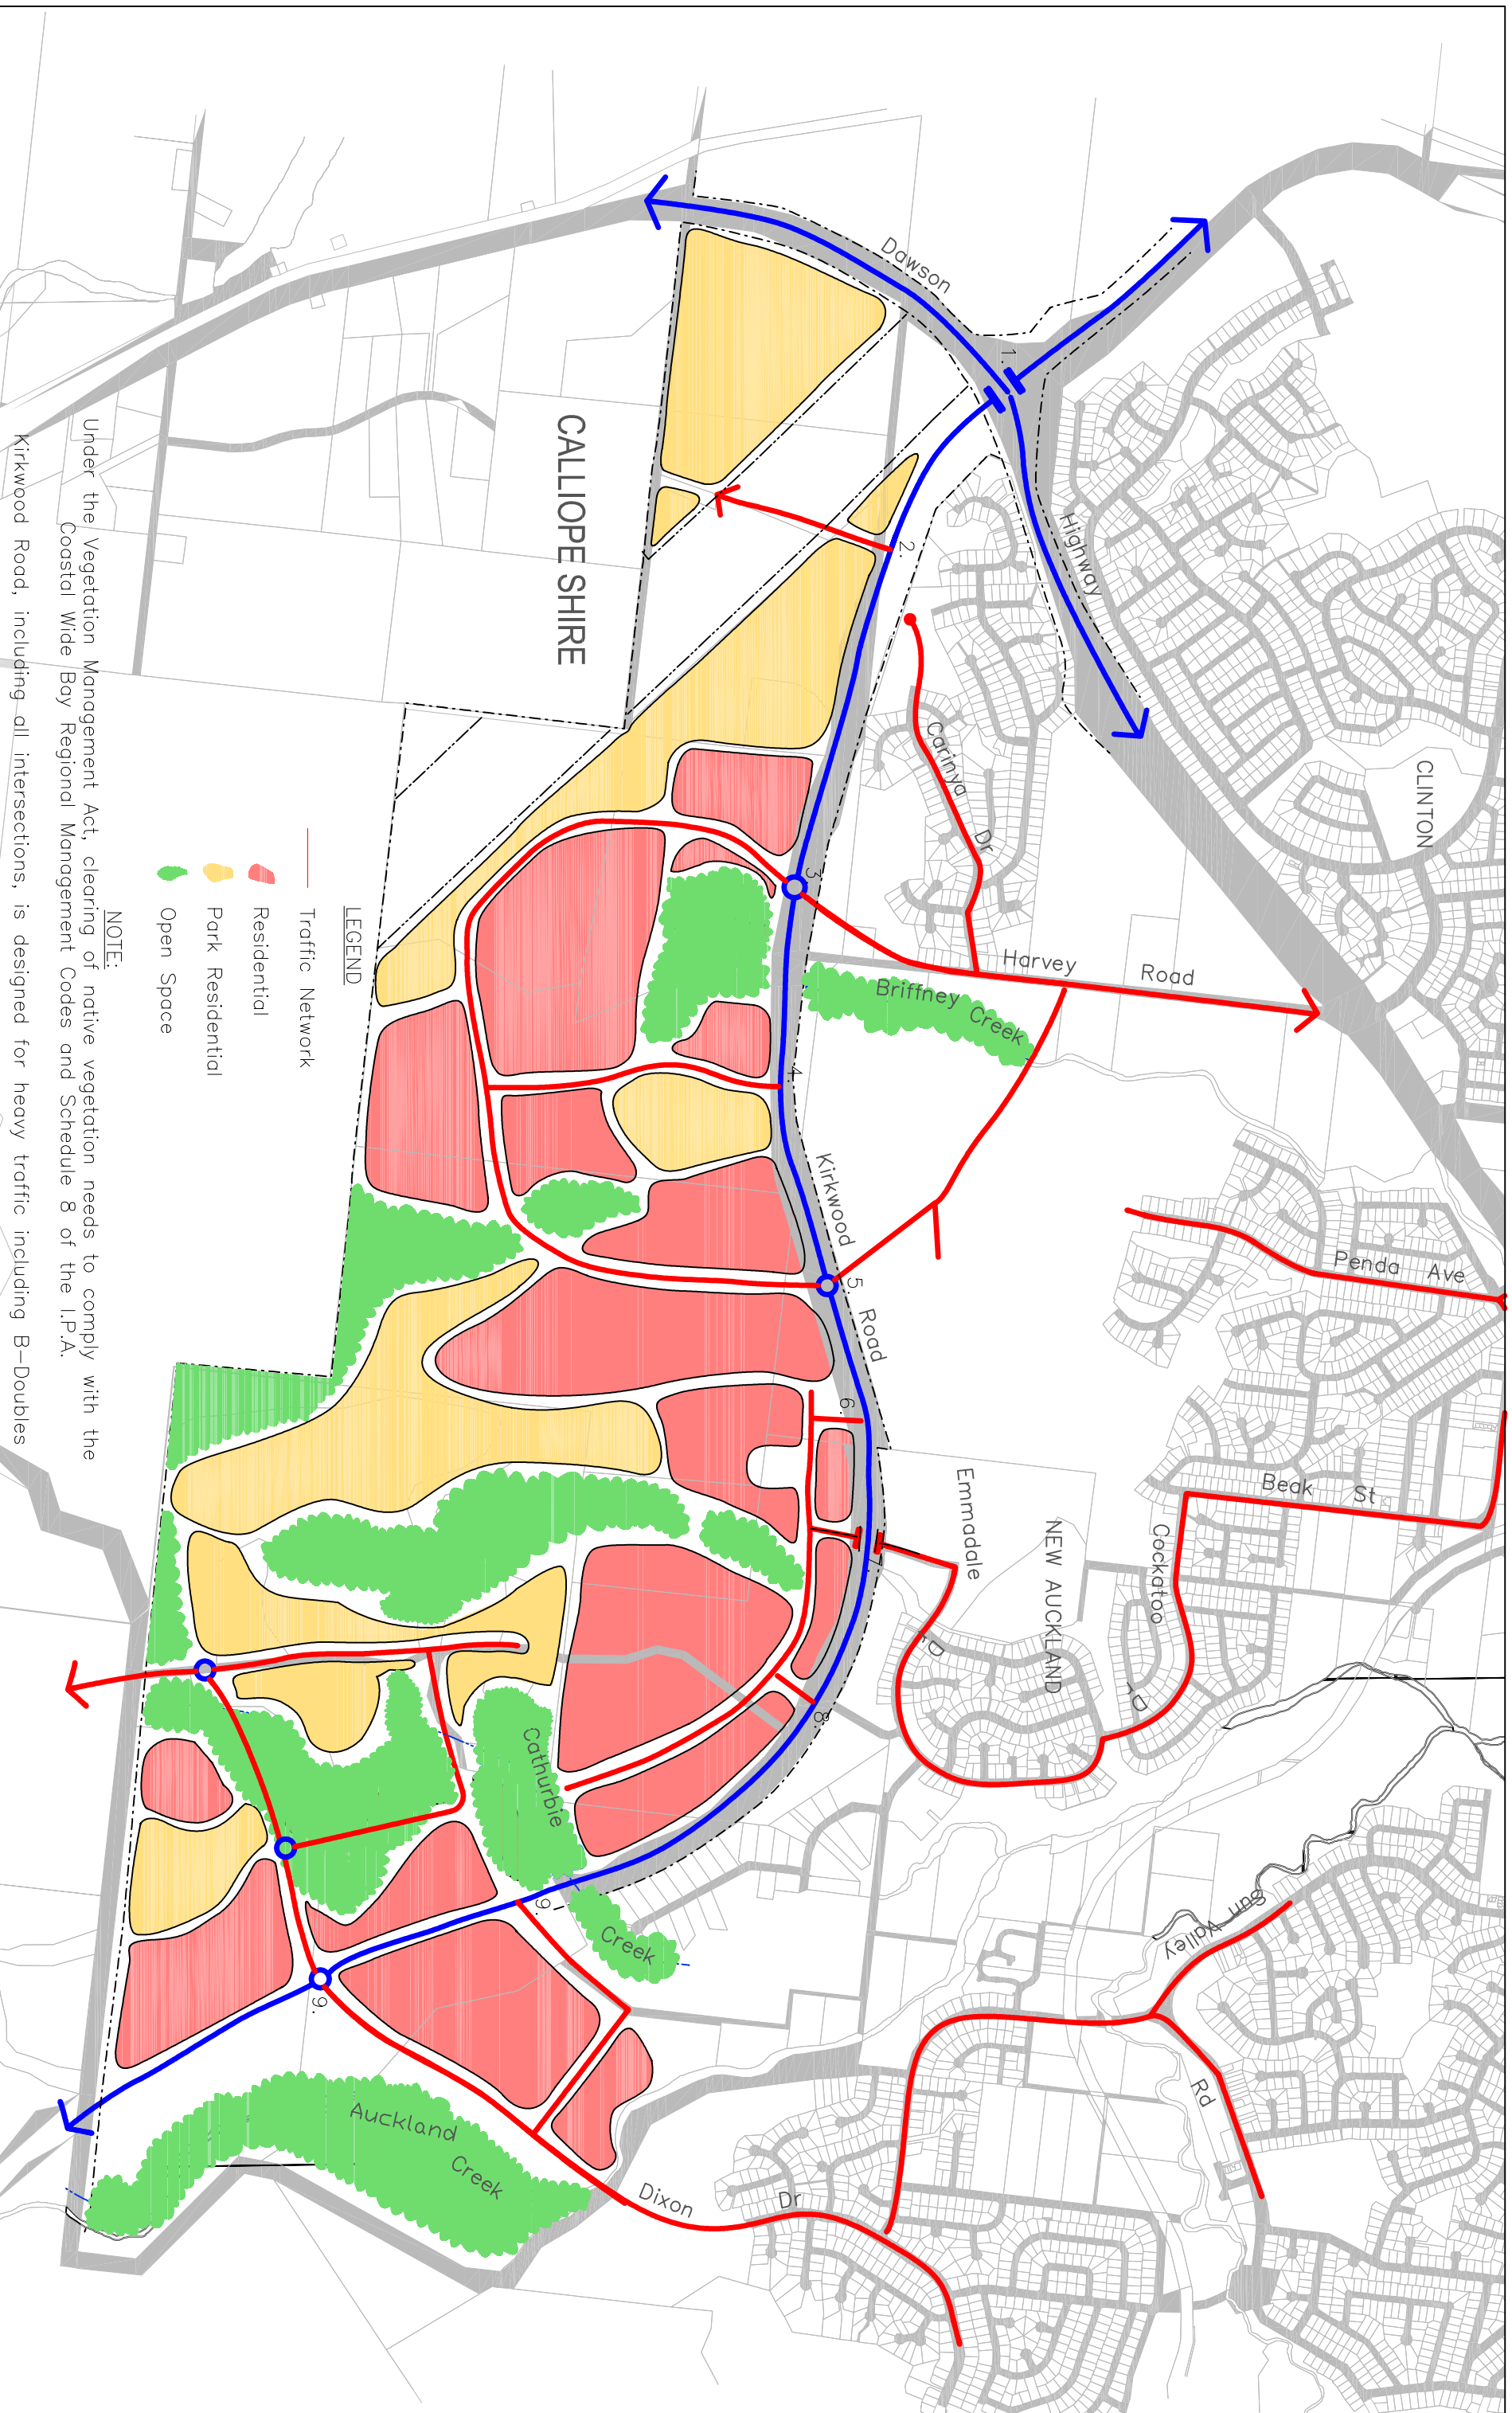 CLINTON
Dawson
Highway
1.
2.
Carinya Dr
Harvey Road
Briffney Creek
3.
4.
Kirkwood Road
5.
6.
7.
8.
9.
9.
Penda Ave
Beak St
Cockatoo Dr
NEW AUCKLAND
Emmadale Dr
Sun Valley Rd
Cathurbie Creek
Auckland Creek
Dixon Dr
CALLIOPE SHIRE
LEGEND
Traffic Network
Residential
Park Residential
Open Space
NOTE:
Under the Vegetation Management Act, clearing of native vegetation needs to comply with the
Coastal Wide Bay Regional Management Codes and Schedule 8 of the I.P.A.
Kirkwood Road, including all intersections, is designed for heavy traffic including B-Doubles